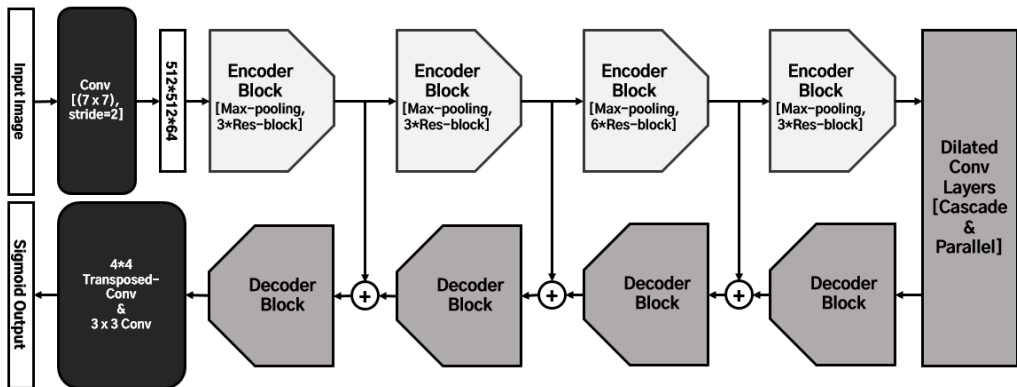 Input Image
Conv
[(7 x 7),
stride=2]
512*512*64
Encoder
Block
[Max-pooling,
3*Res-block]
Encoder
Block
[Max-pooling,
3*Res-block]
Encoder
Block
[Max-pooling,
6*Res-block]
Encoder
Block
[Max-pooling,
3*Res-block]
Dilated
Conv
Layers
[Cascade
&
Parallel]
Sigmoid Output
4*4
Transposed-
Conv
&
3 x 3 Conv
Decoder
Block
+
Decoder
Block
+
Decoder
Block
+
Decoder
Block